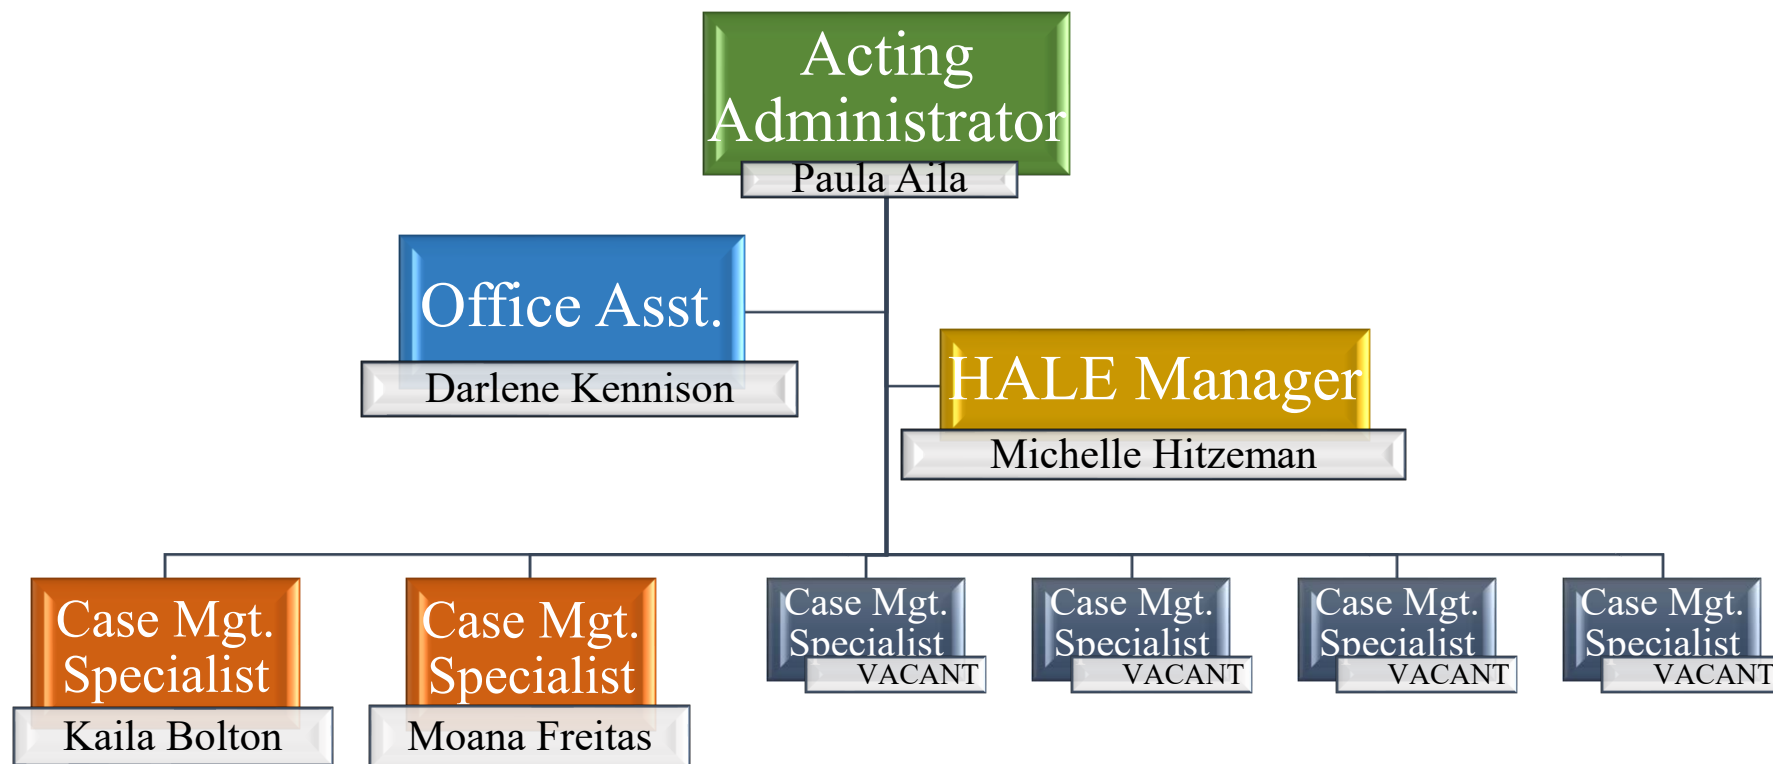 Acting
Administrator
Paula Aila
Office Asst.
Darlene Kennison
HALE Manager
Michelle Hitzeman
Case Mgt.
Specialist
Kaila Bolton
Case Mgt.
Specialist
Moana Freitas
Case Mgt.
Specialist
VACANT
Case Mgt.
Specialist
VACANT
Case Mgt.
Specialist
VACANT
Case Mgt.
Specialist
VACANT